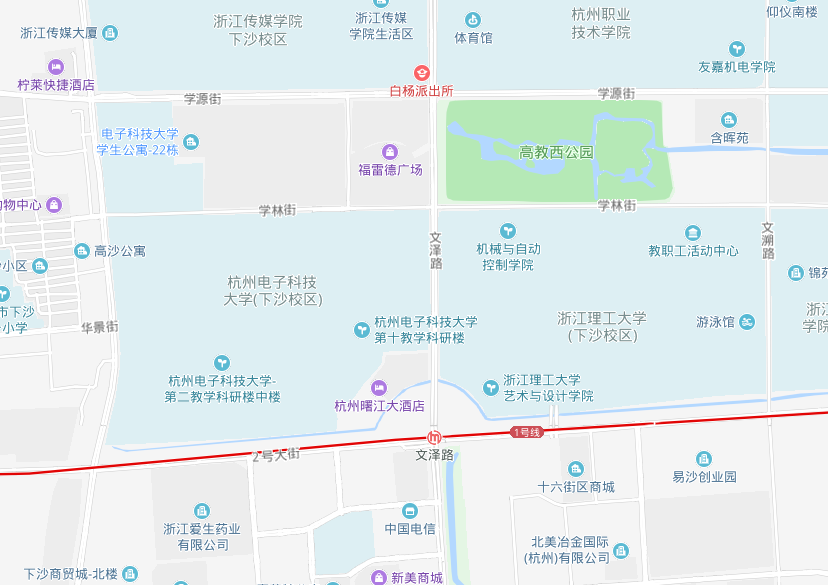 浙江传媒学院
下沙校区
浙江传媒
学院生活区
体育馆
杭州职业
技术学院
仰仪南楼
浙江传媒大厦
友嘉机电学院
柠莱快捷酒店
白杨派出所
学源街
学源街
电子科技大学
学生公寓-22栋
含晖苑
高教西公园
福雷德广场
物中心
学林街
学林街
文泽路
机械与自动
控制学院
教职工活动中心
文溯路
高沙公寓
小区
锦苑
杭州电子科技
大学(下沙校区)
市下沙
小学
华景街
杭州电子科技大学
第十教学科研楼
浙江理工大学
(下沙校区)
游泳馆
浙江
学院
杭州电子科技大学-
第二教学科研楼中楼
杭州曙江大酒店
浙江理工大学
艺术与设计学院
1号线
2号大街
文泽路
十六街区商城
易沙创业园
浙江爱生药业
有限公司
中国电信
北美冶金国际
(杭州)有限公司
下沙商贸城-北楼
新美商城